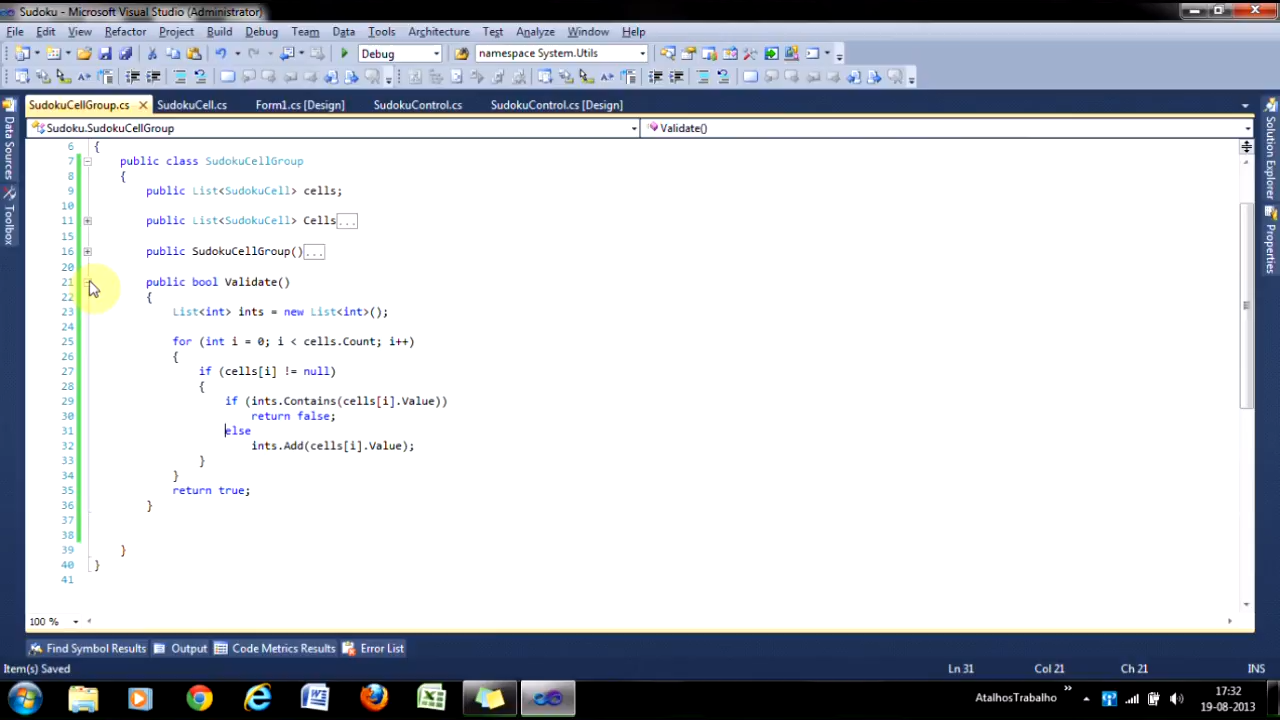 Sudoku - Microsoft Visual Studio (Administrator)
File Edit View Refactor Project Build Debug Team Data Tools Architecture Test Analyze Window Help
Debug namespace System.Utils
SudokuCellGroup.cs SudokuCell.cs Form1.cs [Design] SudokuControl.cs SudokuControl.cs [Design]
Sudoku.SudokuCellGroup Validate()
Data Sources
Toolbox
Solution Explorer
Properties
6 {
7 public class SudokuCellGroup
8 {
9 public List<SudokuCell> cells;
10
11 public List<SudokuCell> Cells...
15
16 public SudokuCellGroup()...
20
21 public bool Validate()
22 {
23 List<int> ints = new List<int>();
24
25 for (int i = 0; i < cells.Count; i++)
26 {
27 if (cells[i] != null)
28 {
29 if (ints.Contains(cells[i].Value))
30 return false;
31 else
32 ints.Add(cells[i].Value);
33 }
34 }
35 return true;
36 }
37
38
39 }
40 }
41
100 %
Find Symbol Results Output Code Metrics Results Error List
Item(s) Saved Ln 31 Col 21 Ch 21 INS
AtalhosTrabalho » 17:32
19-08-2013